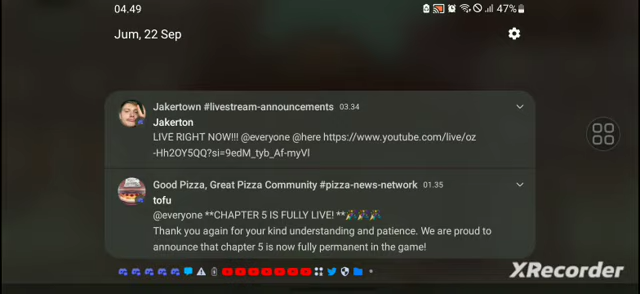 04.49
47%
Jum, 22 Sep
Jakertown #livestream-announcements 03.34
Jakerton
LIVE RIGHT NOW!!! @everyone @here https://www.youtube.com/live/oz
-Hh2OY5QQ?si=9edM_tyb_Af-myVl
Good Pizza, Great Pizza Community #pizza-news-network 01.35
tofu
@everyone **CHAPTER 5 IS FULLY LIVE! **🎉🎉🎉
Thank you again for your kind understanding and patience. We are proud to
announce that chapter 5 is now fully permanent in the game!
XRecorder